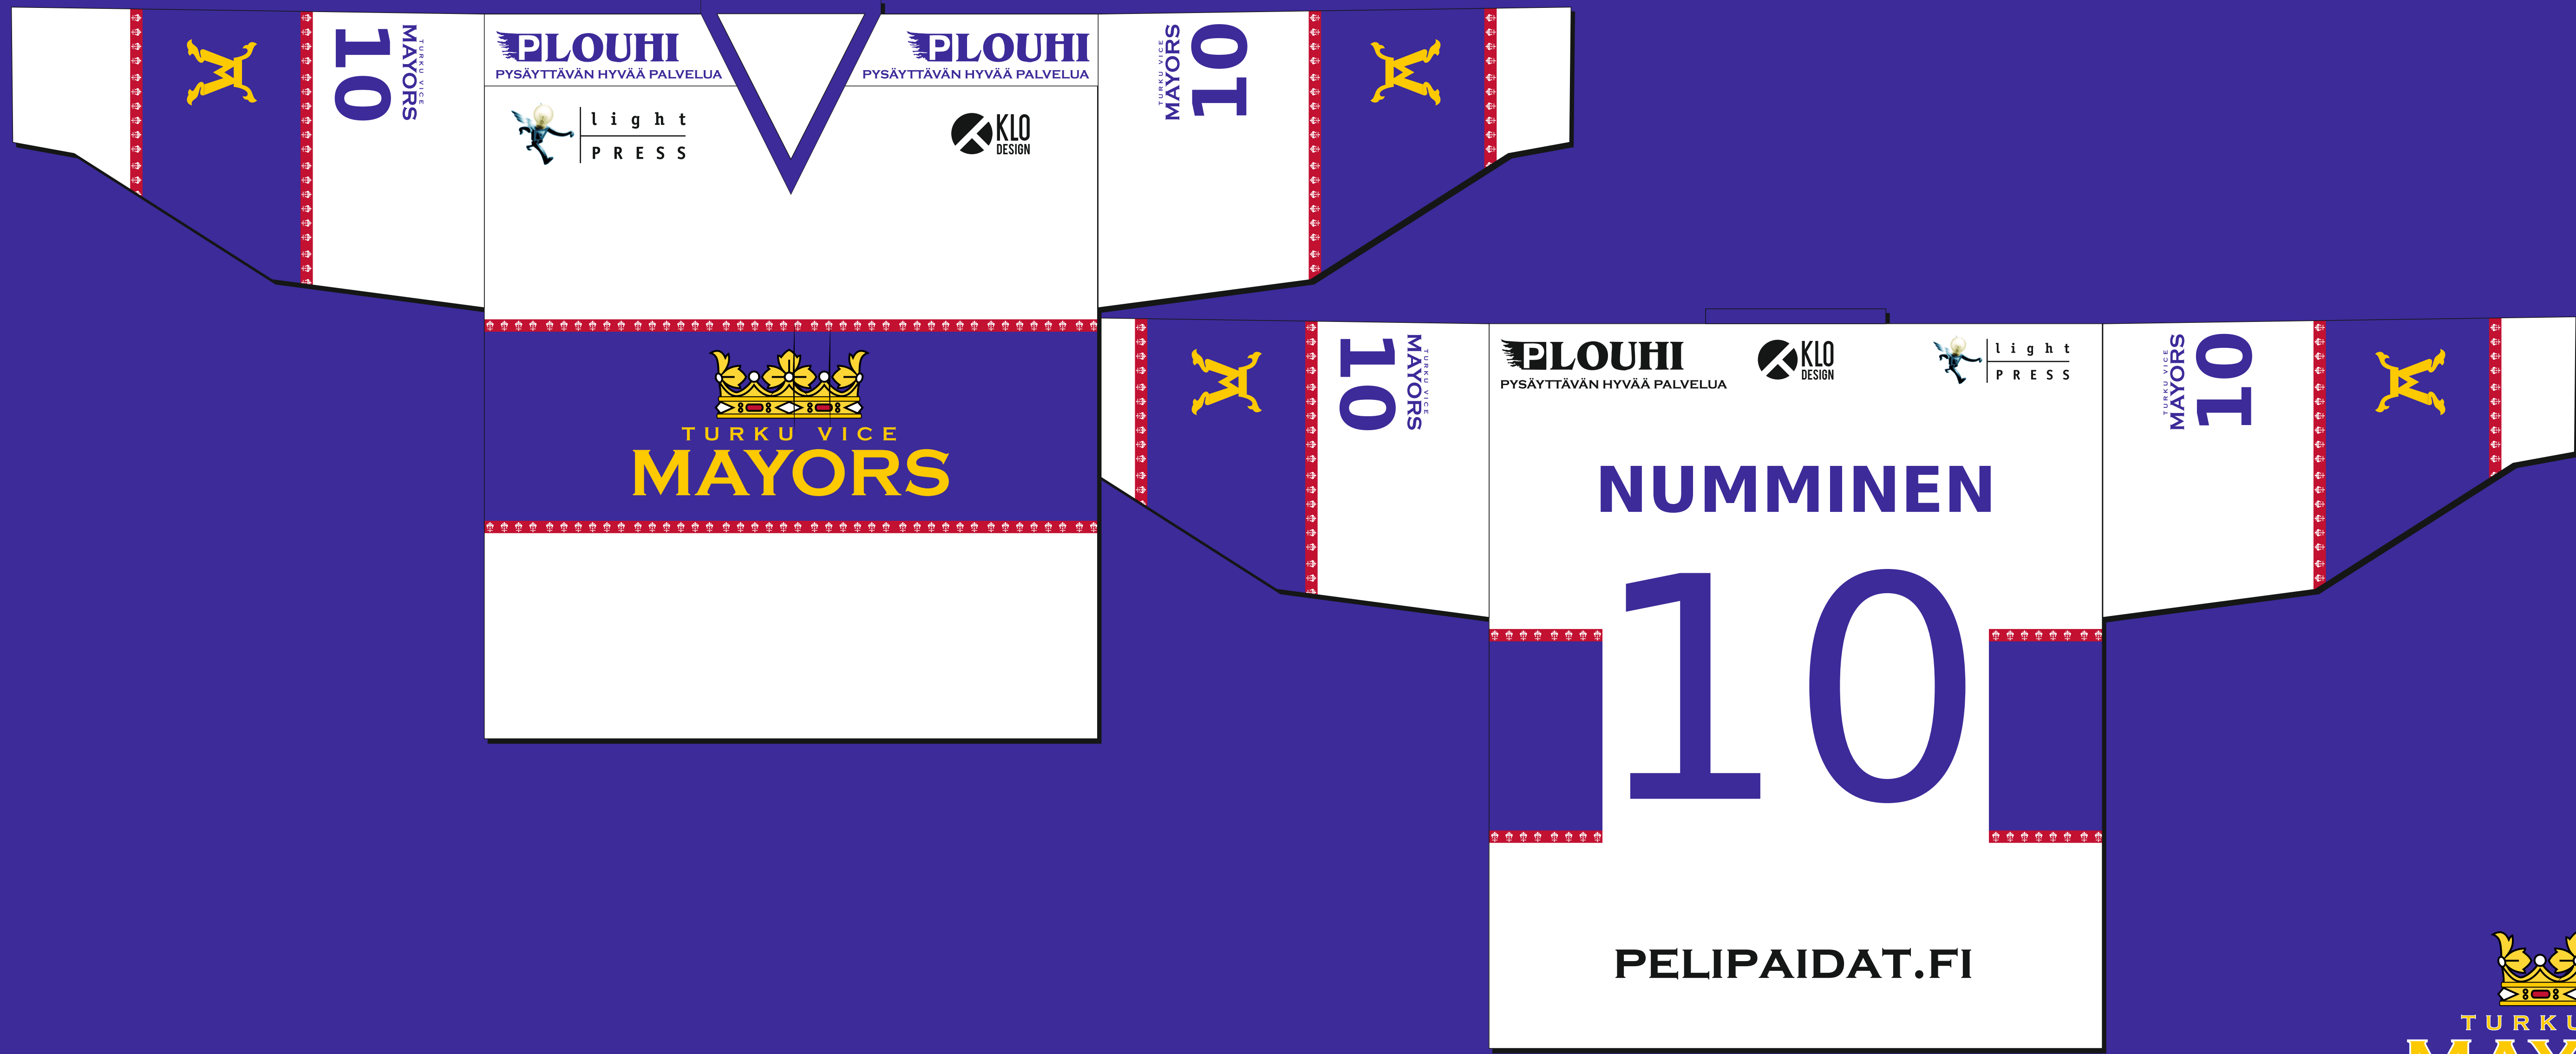 10
TURKU VICE
MAYORS
PLOUHI
PYSÄYTTÄVÄN HYVÄÄ PALVELUA
PLOUHI
PYSÄYTTÄVÄN HYVÄÄ PALVELUA
light
PRESS
KLO
DESIGN
TURKU VICE
MAYORS
10
TURKU VICE
MAYORS
10
TURKU VICE
MAYORS
PLOUHI
PYSÄYTTÄVÄN HYVÄÄ PALVELUA
KLO
DESIGN
light
PRESS
TURKU VICE
MAYORS
10
NUMMINEN
10
PELIPAIDAT.FI
TURKU